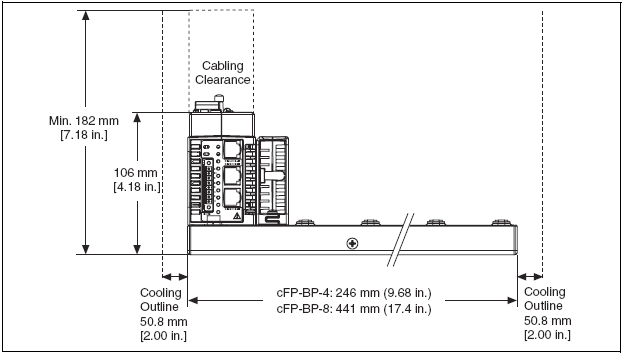 Cabling
Clearance
Min. 182 mm
[7.18 in.]
106 mm
[4.18 in.]
Cooling
Outline
50.8 mm
[2.00 in.]
cFP-BP-4: 246 mm (9.68 in.)
cFP-BP-8: 441 mm (17.4 in.)
Cooling
Outline
50.8 mm
[2.00 in.]